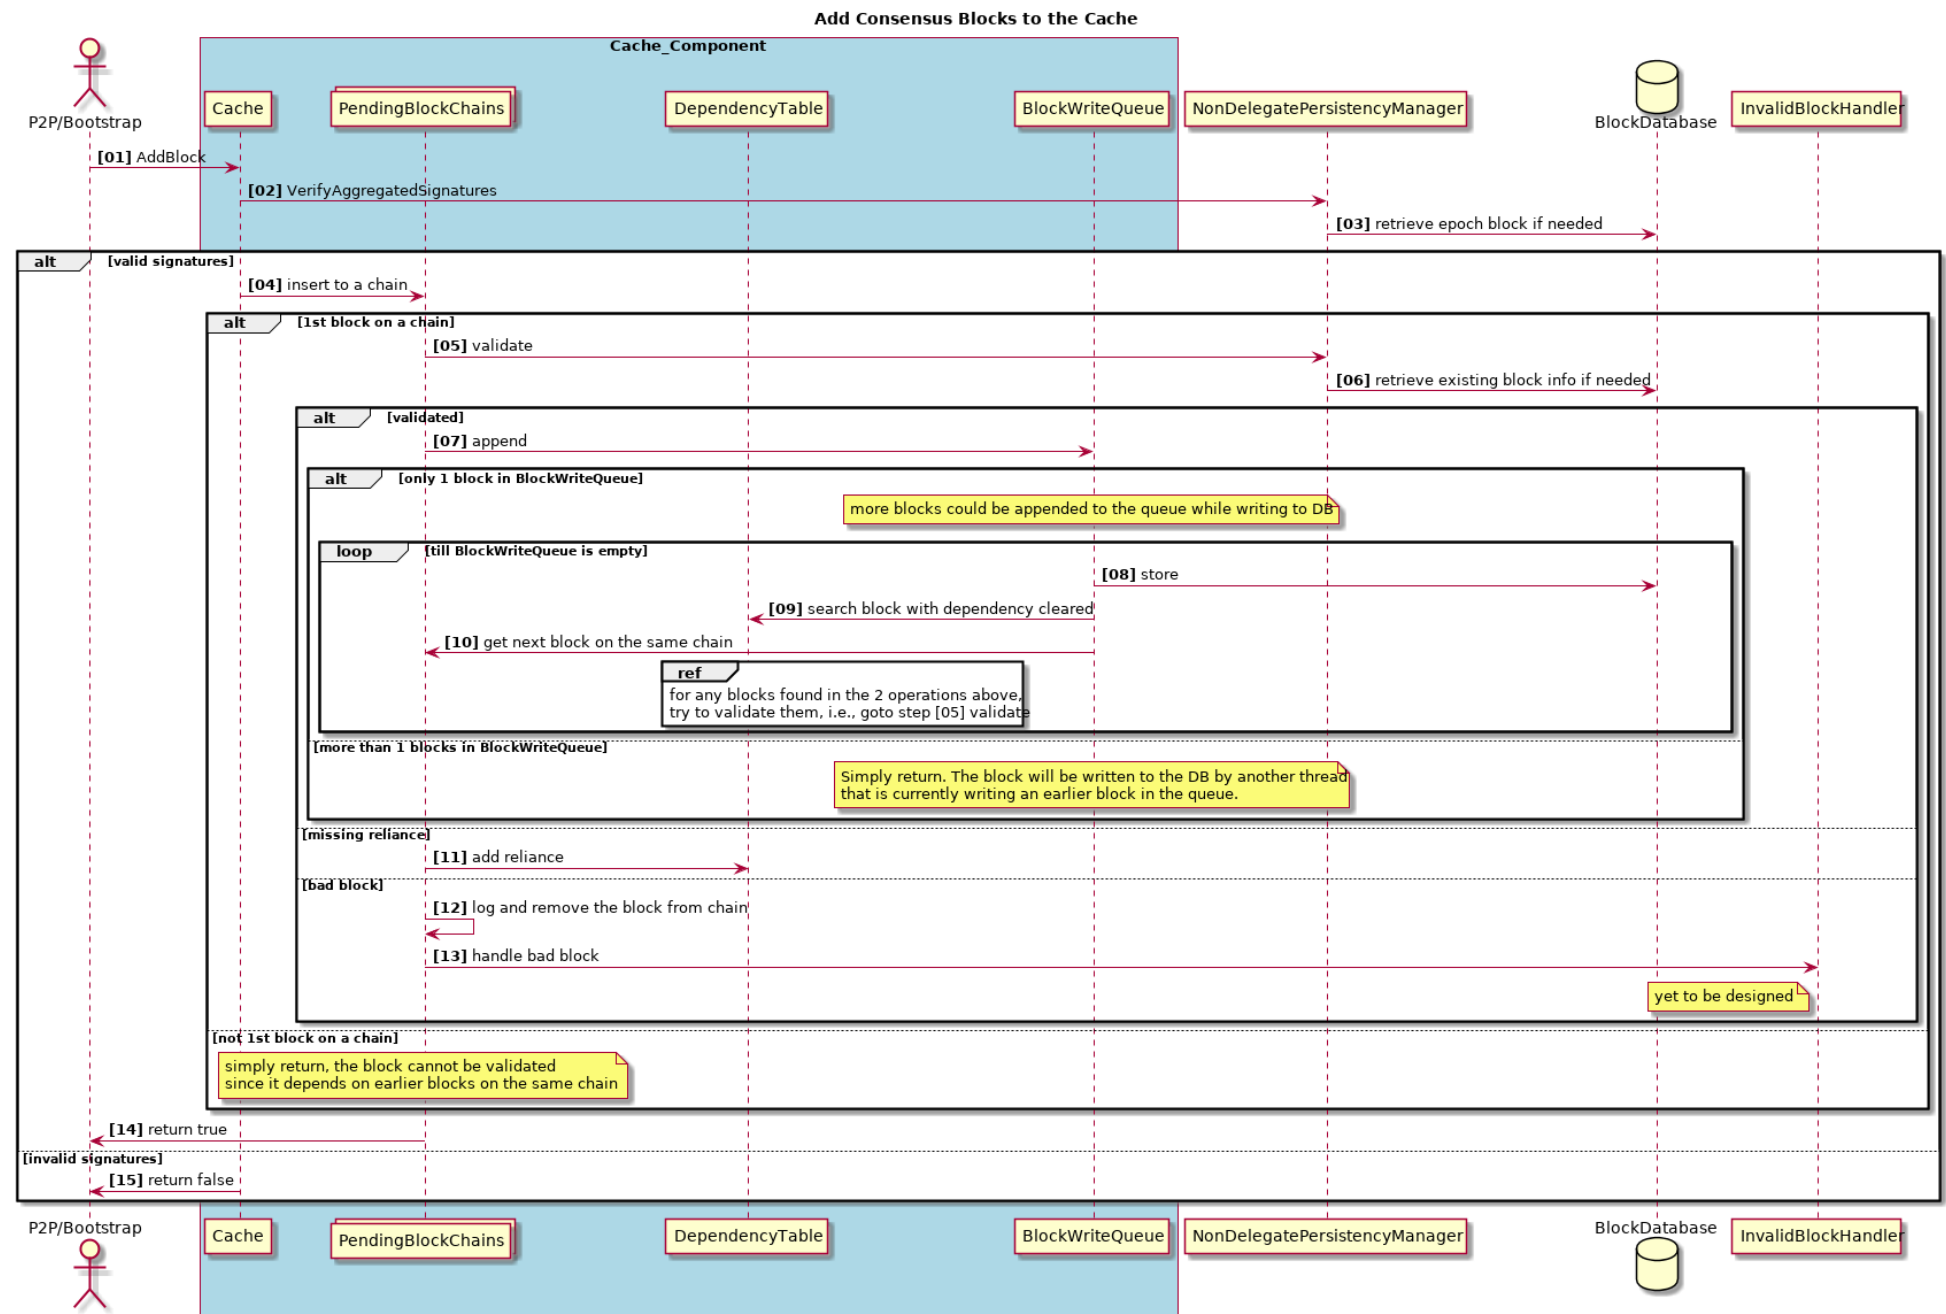 Add Consensus Blocks to the Cache
Cache_Component
P2P/Bootstrap
Cache
PendingBlockChains
DependencyTable
BlockWriteQueue
NonDelegatePersistencyManager
BlockDatabase
InvalidBlockHandler
[01] AddBlock
[02] VerifyAggregatedSignatures
[03] retrieve epoch block if needed
alt [valid signatures]
[04] insert to a chain
alt [1st block on a chain]
[05] validate
[06] retrieve existing block info if needed
alt [validated]
[07] append
alt [only 1 block in BlockWriteQueue]
more blocks could be appended to the queue while writing to DB
loop [till BlockWriteQueue is empty]
[08] store
[09] search block with dependency cleared
[10] get next block on the same chain
ref
for any blocks found in the 2 operations above,
try to validate them, i.e., goto step [05] validate
[more than 1 blocks in BlockWriteQueue]
Simply return. The block will be written to the DB by another thread
that is currently writing an earlier block in the queue.
[missing reliance]
[11] add reliance
[bad block]
[12] log and remove the block from chain
[13] handle bad block
yet to be designed
[not 1st block on a chain]
simply return, the block cannot be validated
since it depends on earlier blocks on the same chain
[14] return true
[invalid signatures]
[15] return false
P2P/Bootstrap
Cache
PendingBlockChains
DependencyTable
BlockWriteQueue
NonDelegatePersistencyManager
BlockDatabase
InvalidBlockHandler